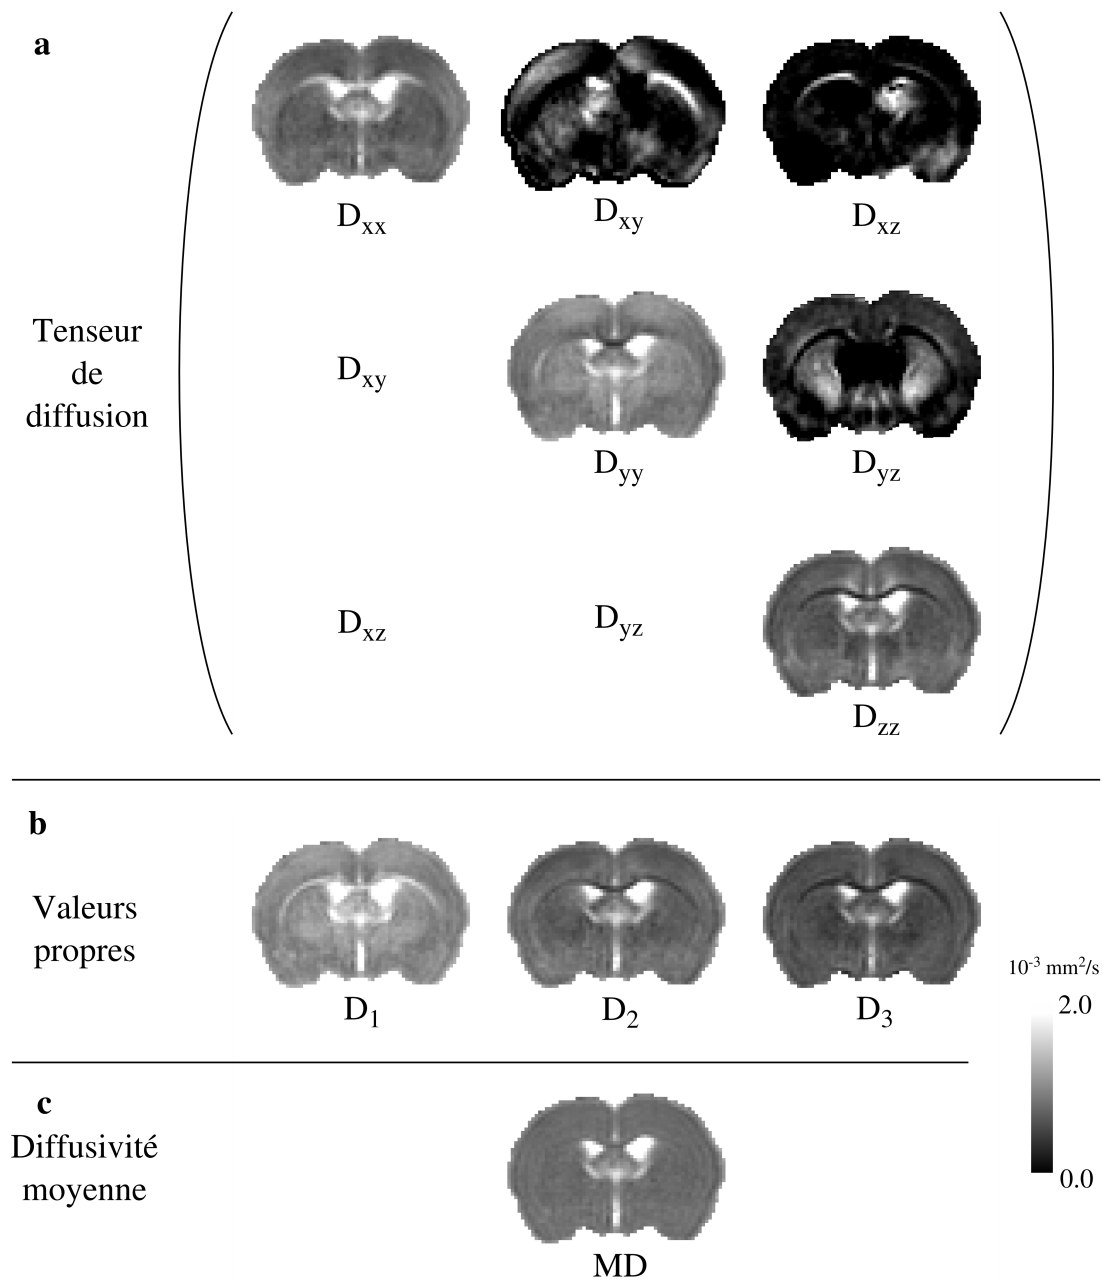 a
Dxx
Dxy
Dxz
Tenseur
de
diffusion
Dxy
Dyy
Dyz
Dxz
Dyz
Dzz
b
Valeurs
propres
D1
D2
D3
10-3 mm2/s
2.0
0.0
c
Diffusivité
moyenne
MD